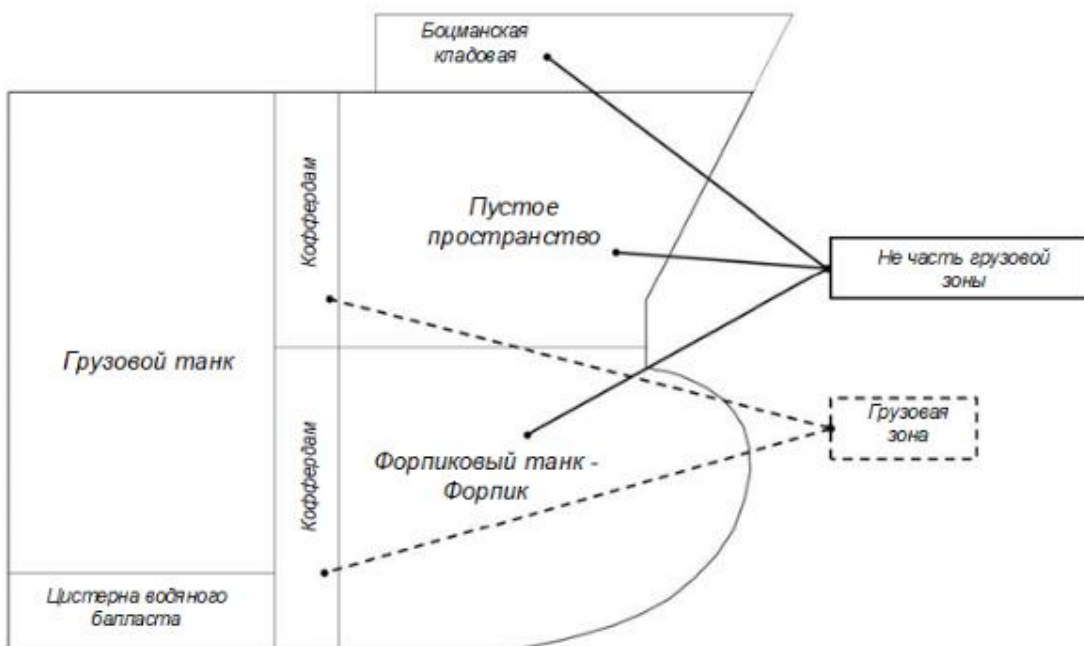 Боцманская
кладовая
Коффердам
Пустое
пространство
Не часть грузовой
зоны
Грузовой танк
Грузовая
зона
Коффердам
Форпиковый танк -
Форпик
Цистерна водяного
балласта